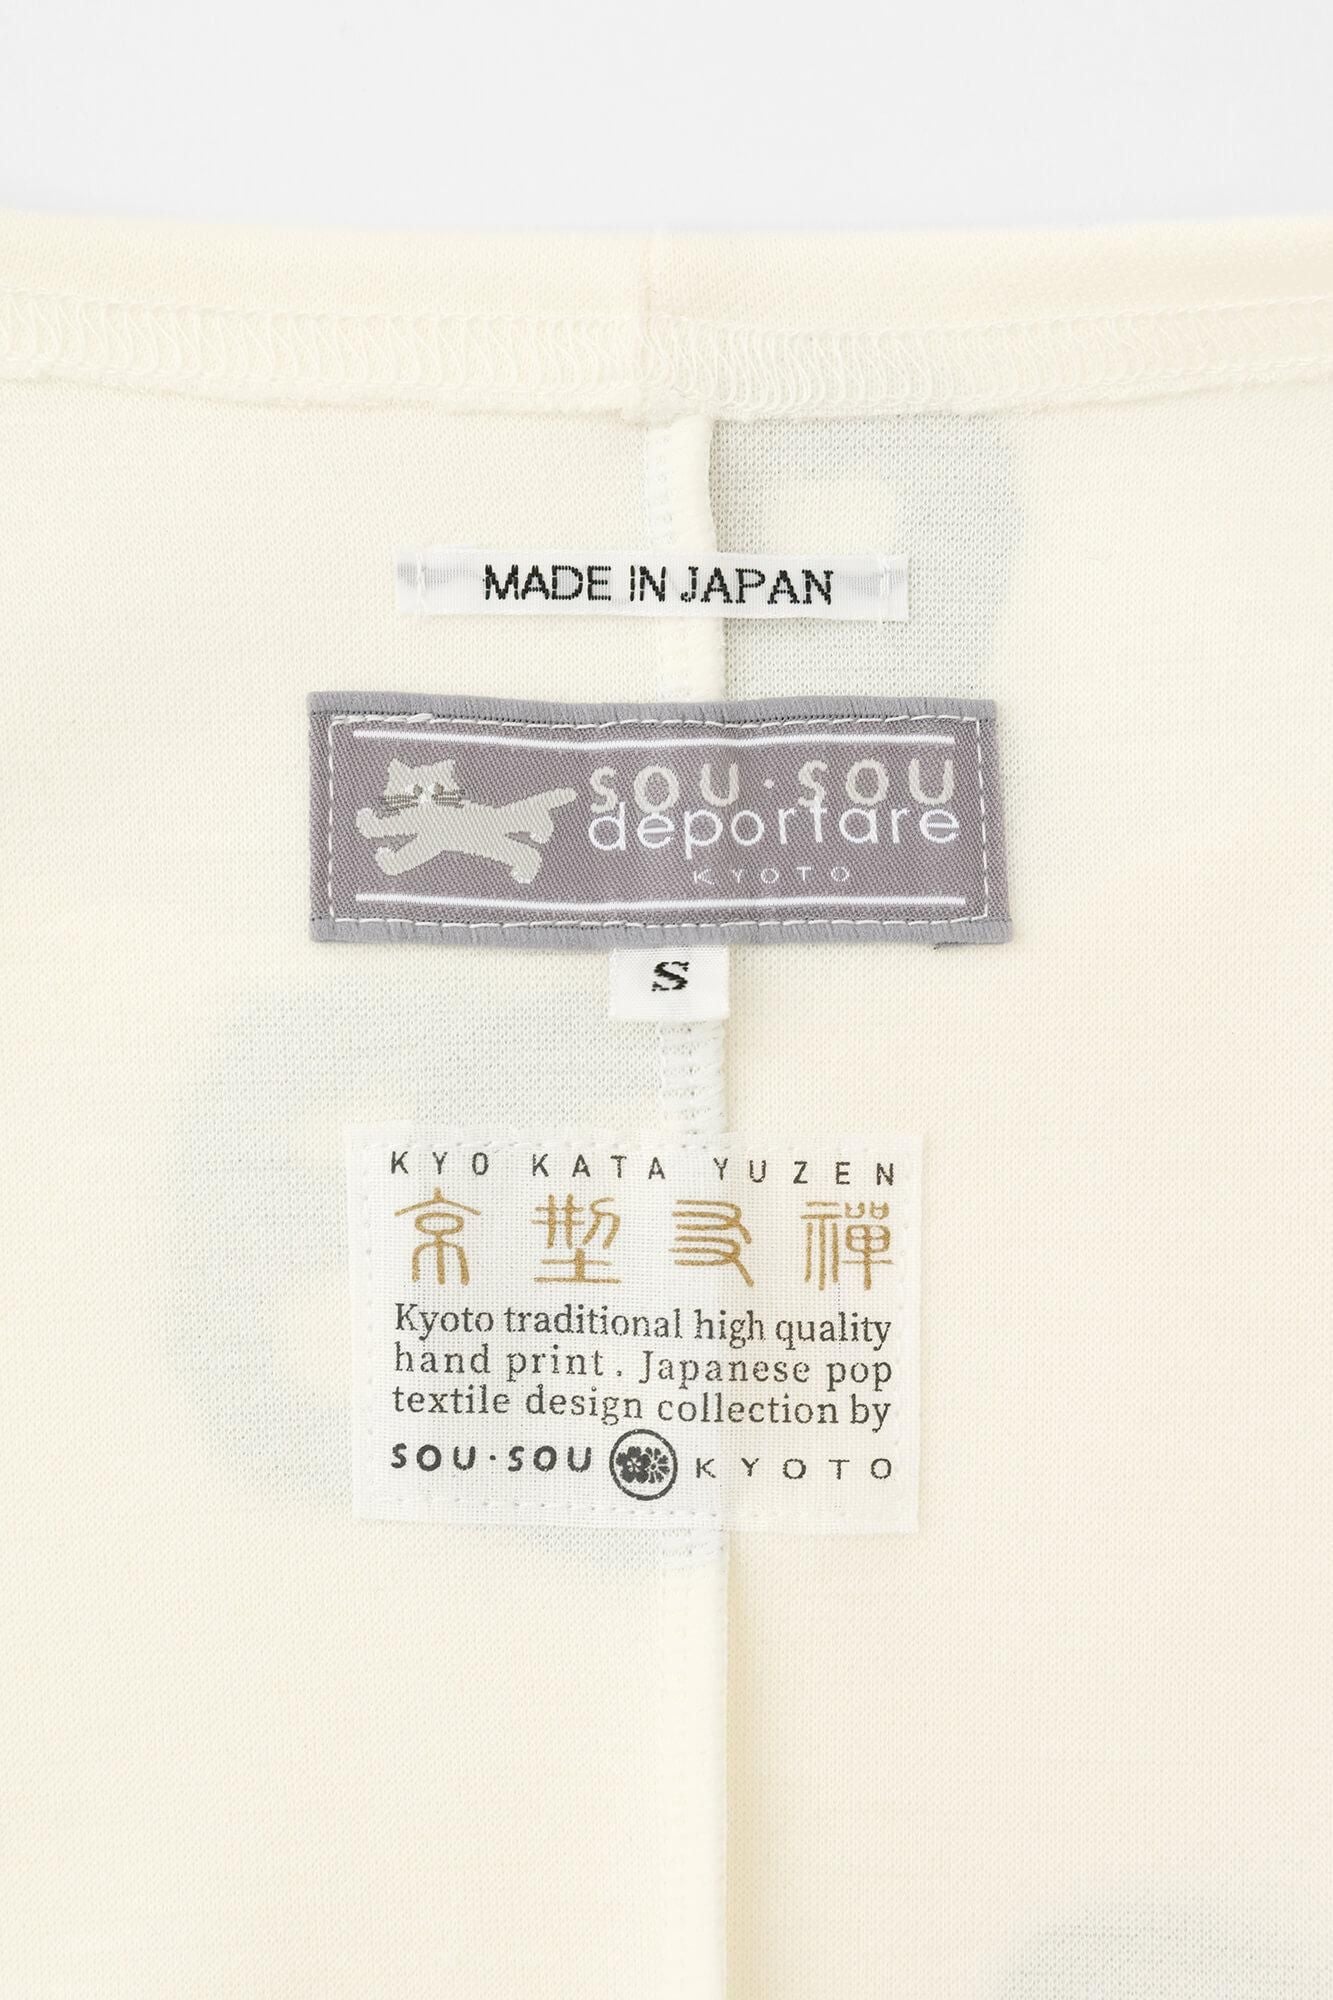 MADE IN JAPAN
SOU・SOU
deportare
KYOTO
S
KYO KATA YUZEN
京型友禅
Kyoto traditional high quality
hand print. Japanese pop
textile design collection by
SOU・SOU KYOTO